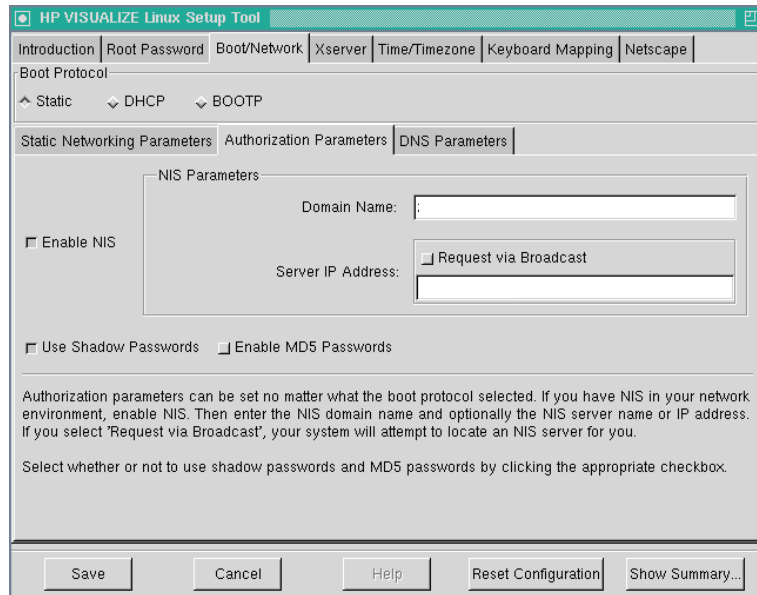 HP VISUALIZE Linux Setup Tool
Introduction Root Password Boot/Network Xserver Time/Timezone Keyboard Mapping Netscape
Boot Protocol
Static DHCP BOOTP
Static Networking Parameters Authorization Parameters DNS Parameters
NIS Parameters
Domain Name: :
Enable NIS
Request via Broadcast
Server IP Address:
Use Shadow Passwords Enable MD5 Passwords
Authorization parameters can be set no matter what the boot protocol selected. If you have NIS in your network
environment, enable NIS. Then enter the NIS domain name and optionally the NIS server name or IP address.
If you select 'Request via Broadcast', your system will attempt to locate an NIS server for you.
Select whether or not to use shadow passwords and MD5 passwords by clicking the appropriate checkbox.
Save Cancel Help Reset Configuration Show Summary...